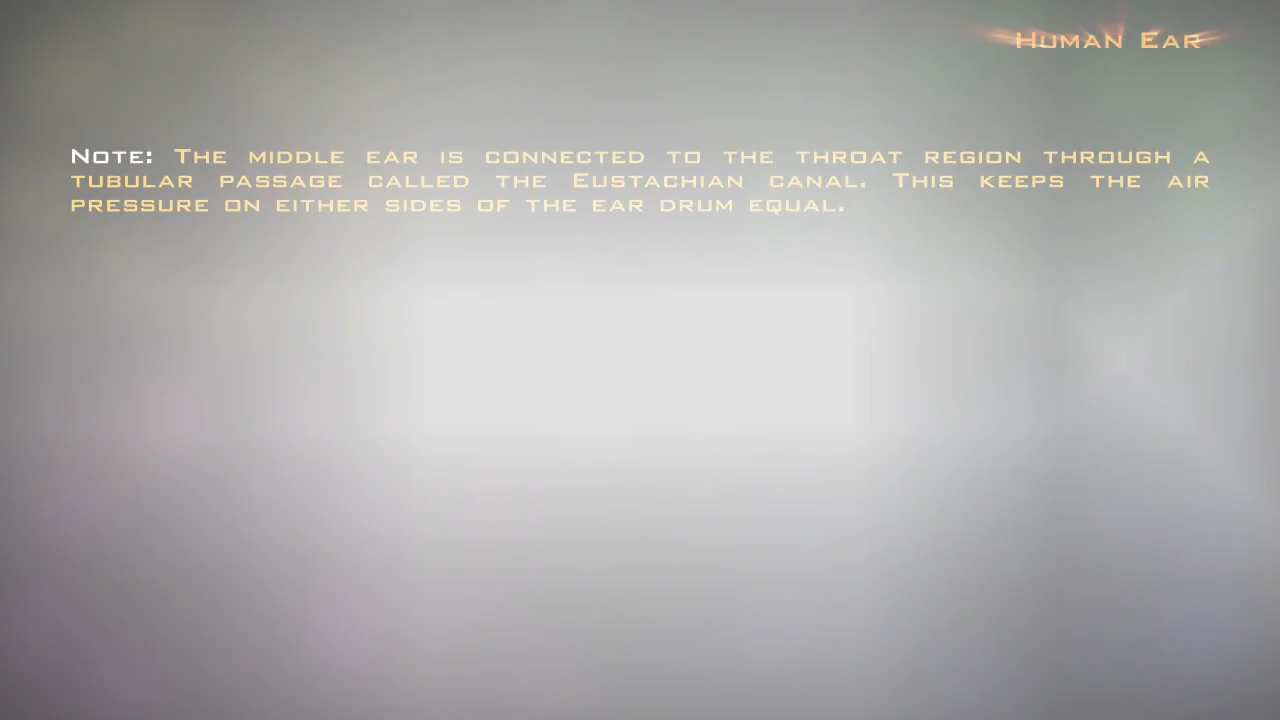 Human Ear
Note: The middle ear is connected to the throat region through a
tubular passage called the Eustachian canal. This keeps the air
pressure on either sides of the ear drum equal.